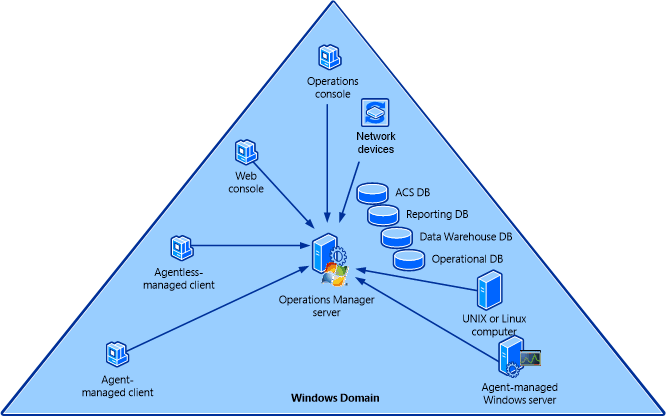 Operations
console
Network
devices
Web
console
ACS DB
Reporting DB
Data Warehouse DB
Operational DB
Agentless-
managed client
Operations Manager
server
UNIX or Linux
computer
Agent-
managed client
Agent-managed
Windows server
Windows Domain